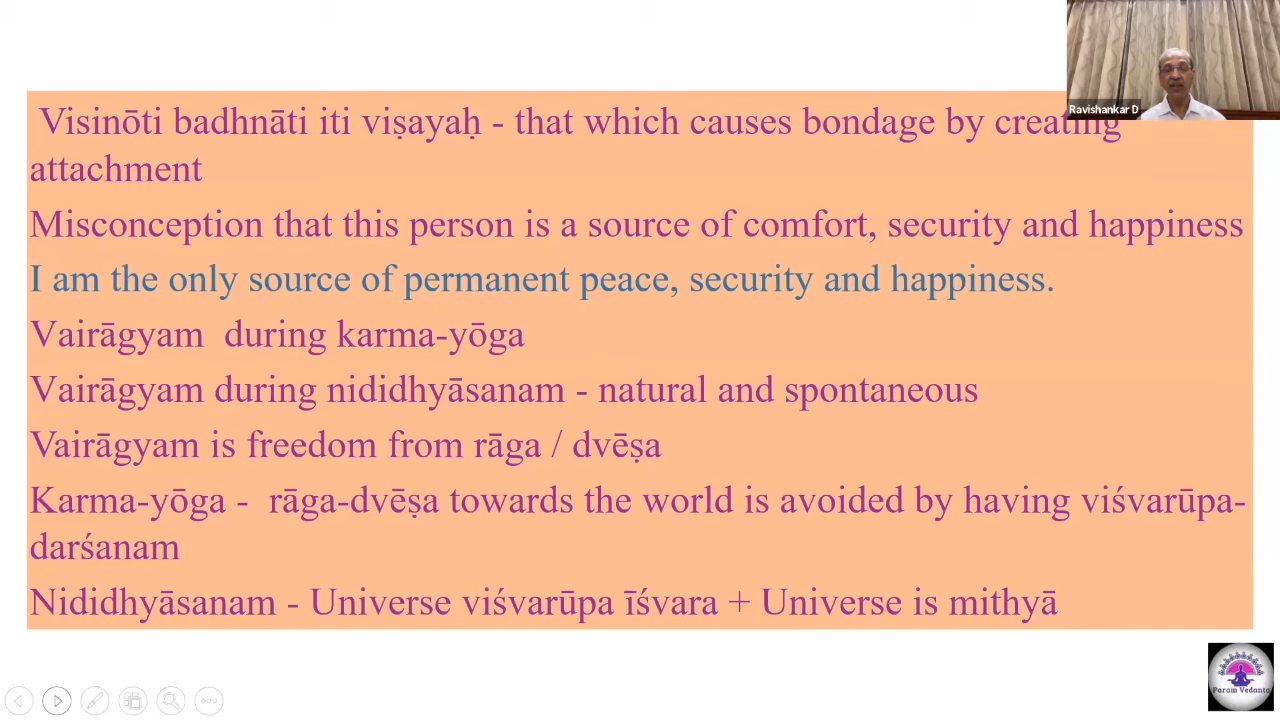 Ravishankar D
Visinōti badhnāti iti viṣayaḥ - that which causes bondage by creating
attachment
Misconception that this person is a source of comfort, security and happiness
I am the only source of permanent peace, security and happiness.
Vairāgyam during karma-yōga
Vairāgyam during nididhyāsanam - natural and spontaneous
Vairāgyam is freedom from rāga / dvēṣa
Karma-yōga - rāga-dvēṣa towards the world is avoided by having viśvarūpa-
darśanam
Nididhyāsanam - Universe viśvarūpa īśvara + Universe is mithyā
Param Vedanta